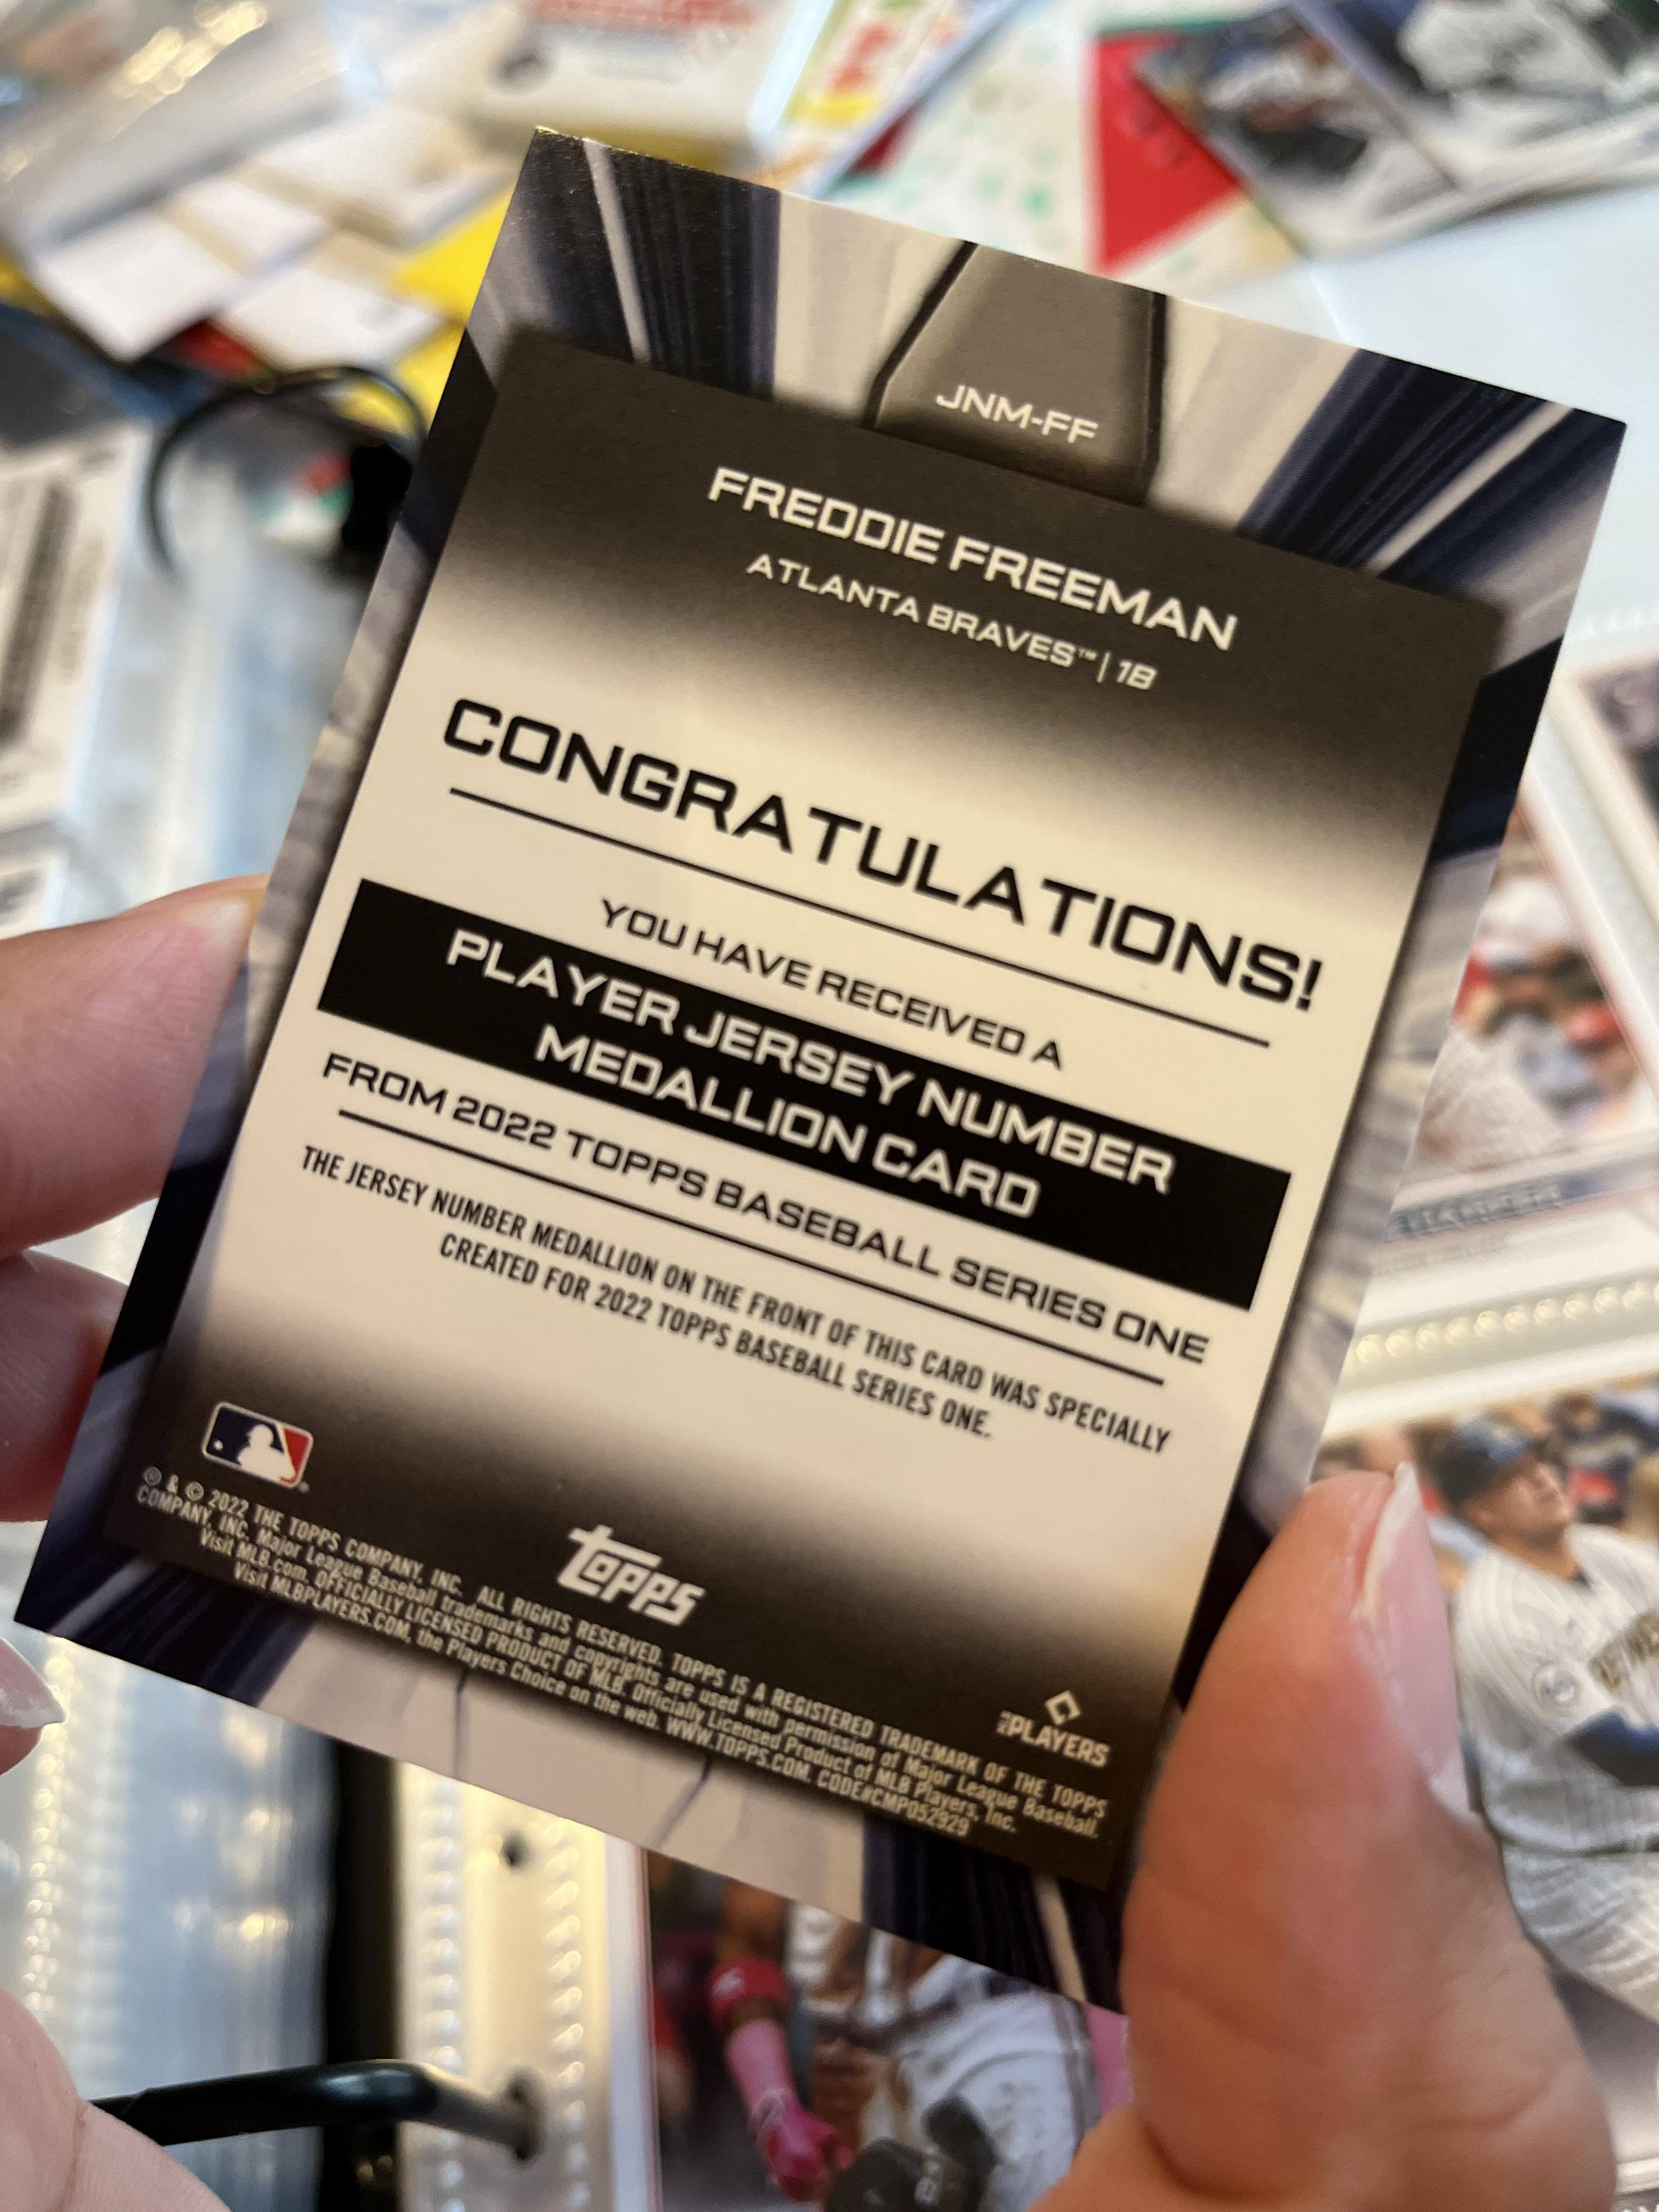 JNM-FF
FREDDIE FREEMAN
ATLANTA BRAVES™ | 1B
CONGRATULATIONS!
YOU HAVE RECEIVED A
PLAYER JERSEY NUMBER
MEDALLION CARD
FROM 2022 TOPPS BASEBALL SERIES ONE
THE JERSEY NUMBER MEDALLION ON THE FRONT OF THIS CARD WAS SPECIALLY
CREATED FOR 2022 TOPPS BASEBALL SERIES ONE.
topps
PLAYERS
® & © 2022 THE TOPPS COMPANY, INC. ALL RIGHTS RESERVED. TOPPS IS A REGISTERED TRADEMARK OF THE TOPPS
COMPANY, INC. Major League Baseball trademarks and copyrights are used with permission of Major League Baseball.
Visit MLB.com. OFFICIALLY LICENSED PRODUCT OF MLB Officially Licensed Product of MLB Players, Inc.
Visit MLBPLAYERS.COM, the Players Choice on the web. WWW.TOPPS.COM. CODE#CMP052929